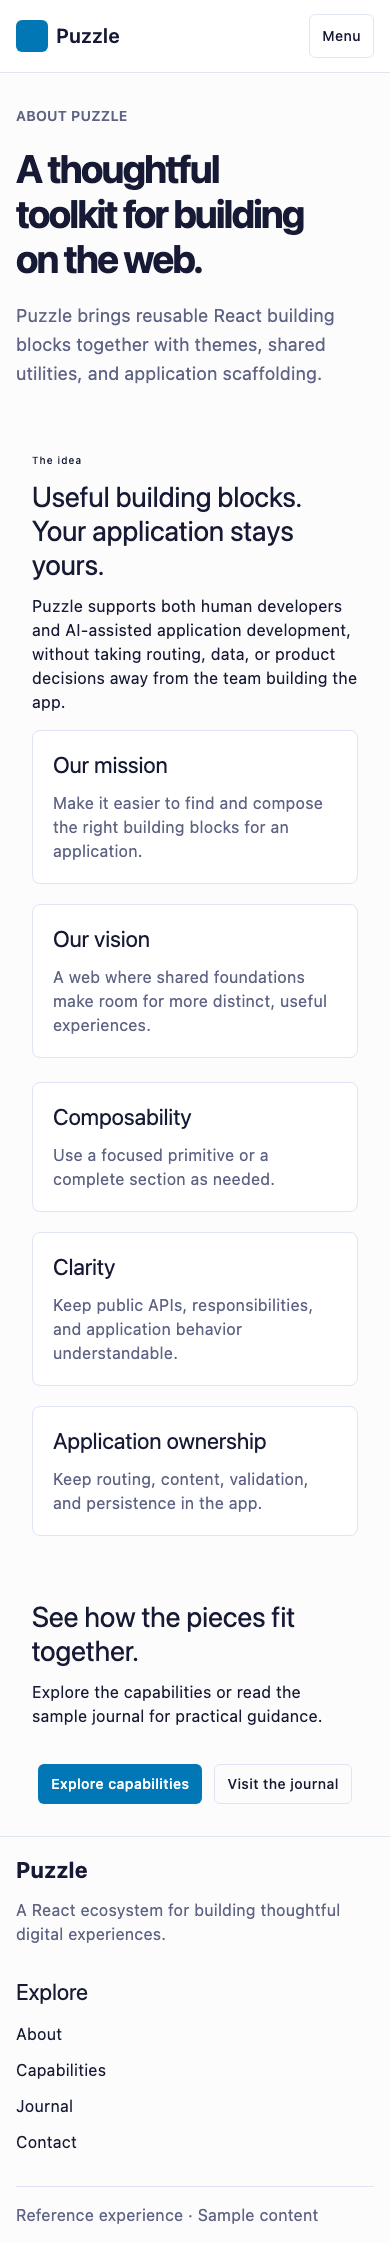 Puzzle
Menu
ABOUT PUZZLE
A thoughtful
toolkit for building
on the web.
Puzzle brings reusable React building
blocks together with themes, shared
utilities, and application scaffolding.
The idea
Useful building blocks.
Your application stays
yours.
Puzzle supports both human developers
and AI-assisted application development,
without taking routing, data, or product
decisions away from the team building the
app.
Our mission
Make it easier to find and compose
the right building blocks for an
application.
Our vision
A web where shared foundations
make room for more distinct, useful
experiences.
Composability
Use a focused primitive or a
complete section as needed.
Clarity
Keep public APIs, responsibilities,
and application behavior
understandable.
Application ownership
Keep routing, content, validation,
and persistence in the app.
See how the pieces fit
together.
Explore the capabilities or read the
sample journal for practical guidance.
Explore capabilities
Visit the journal
Puzzle
A React ecosystem for building thoughtful
digital experiences.
Explore
About
Capabilities
Journal
Contact
Reference experience · Sample content